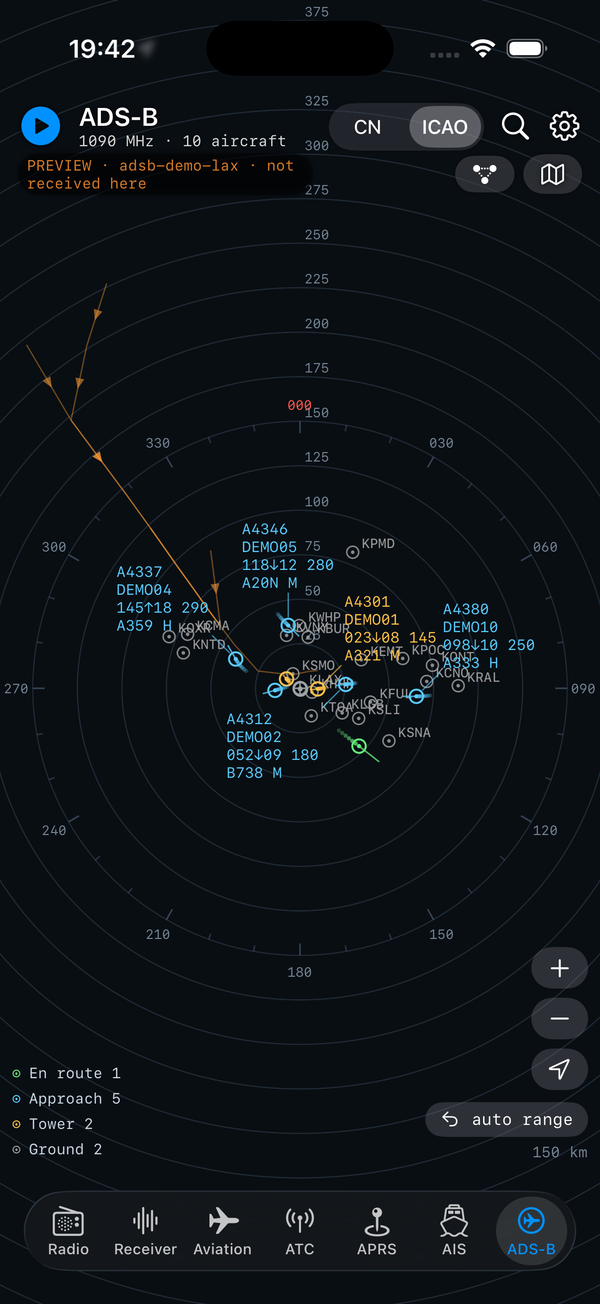 375
19:42
325
ADS-B
1090 MHz · 10 aircraft
CN
ICAO
300
PREVIEW · adsb-demo-lax · not
received here
275
250
225
200
175
000
150
330
030
125
100
A4346
DEMO05
118↓12 280
A20N M
75
KPMD
300
060
A4337
DEMO04
145↑18 290
A359 H
50
A4301
DEMO01
023↓08 145
A321 M
A4380
DEMO10
098↓10 250
A333 H
KWHP
KBUR
KOXR
KCMA
KNTD
KEMT
KPOC
KONT
KSMO
KLAX
KCNO
KRAL
270
090
KFUL
KTOA
KLGB
KSLI
A4312
DEMO02
052↓09 180
B738 M
KSNA
240
120
210
150
180
+
−
En route 1
Approach 5
Tower 2
Ground 2
auto range
150 km
Radio
Receiver
Aviation
ATC
APRS
AIS
ADS-B